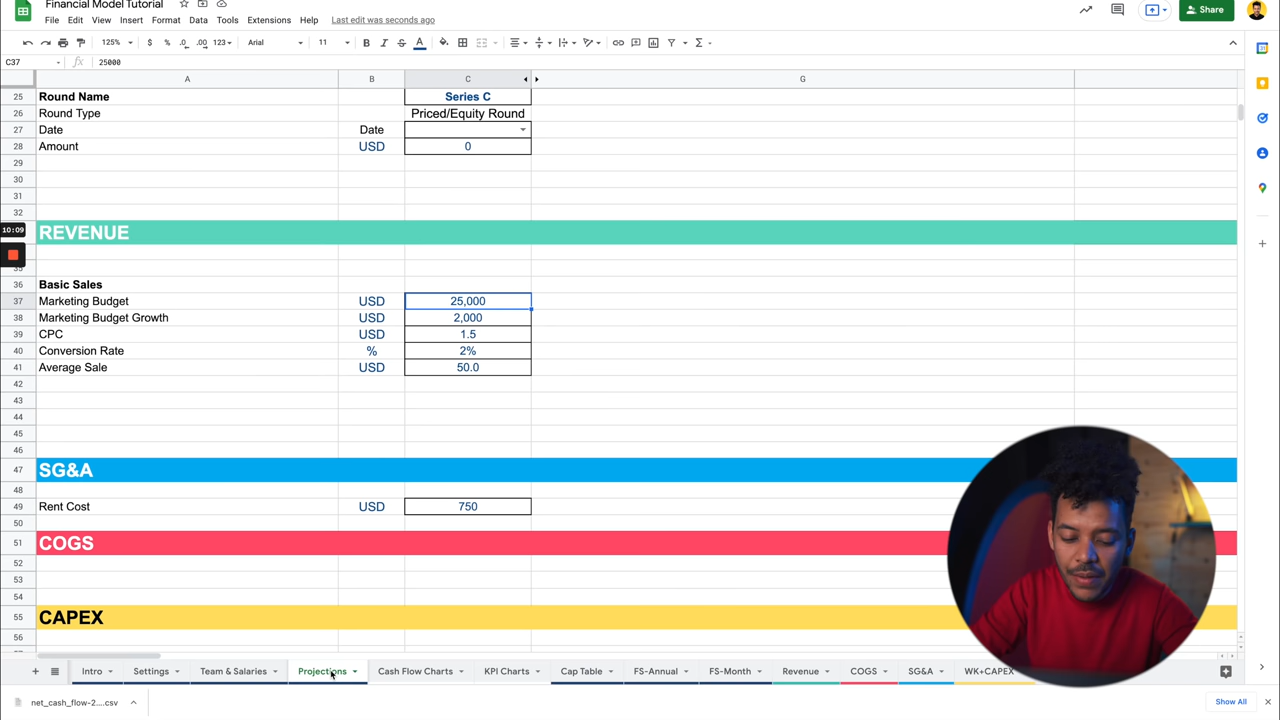 Financial Model Tutorial
File Edit View Insert Format Data Tools Extensions Help Last edit was seconds ago
Share
125% $ % .0 .00 123 Arial 11 B I S A
C37 fx 25000
A B C G
25 Round Name Series C
26 Round Type Priced/Equity Round
27 Date Date
28 Amount USD 0
29
30
31
32
10:09 REVENUE
35
36 Basic Sales
37 Marketing Budget USD 25,000
38 Marketing Budget Growth USD 2,000
39 CPC USD 1.5
40 Conversion Rate % 2%
41 Average Sale USD 50.0
42
43
44
45
46
47 SG&A
48
49 Rent Cost USD 750
50
51 COGS
52
53
54
55 CAPEX
56
Intro Settings Team & Salaries Projections Cash Flow Charts KPI Charts Cap Table FS-Annual FS-Month Revenue COGS SG&A WK+CAPEX
net_cash_flow-2....csv Show All